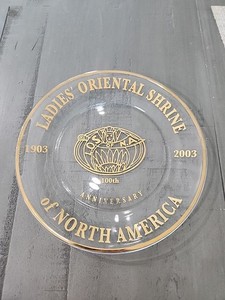 LADIES' ORIENTAL SHRINE
1903
2003
100th
ANNIVERSARY
of NORTH AMERICA